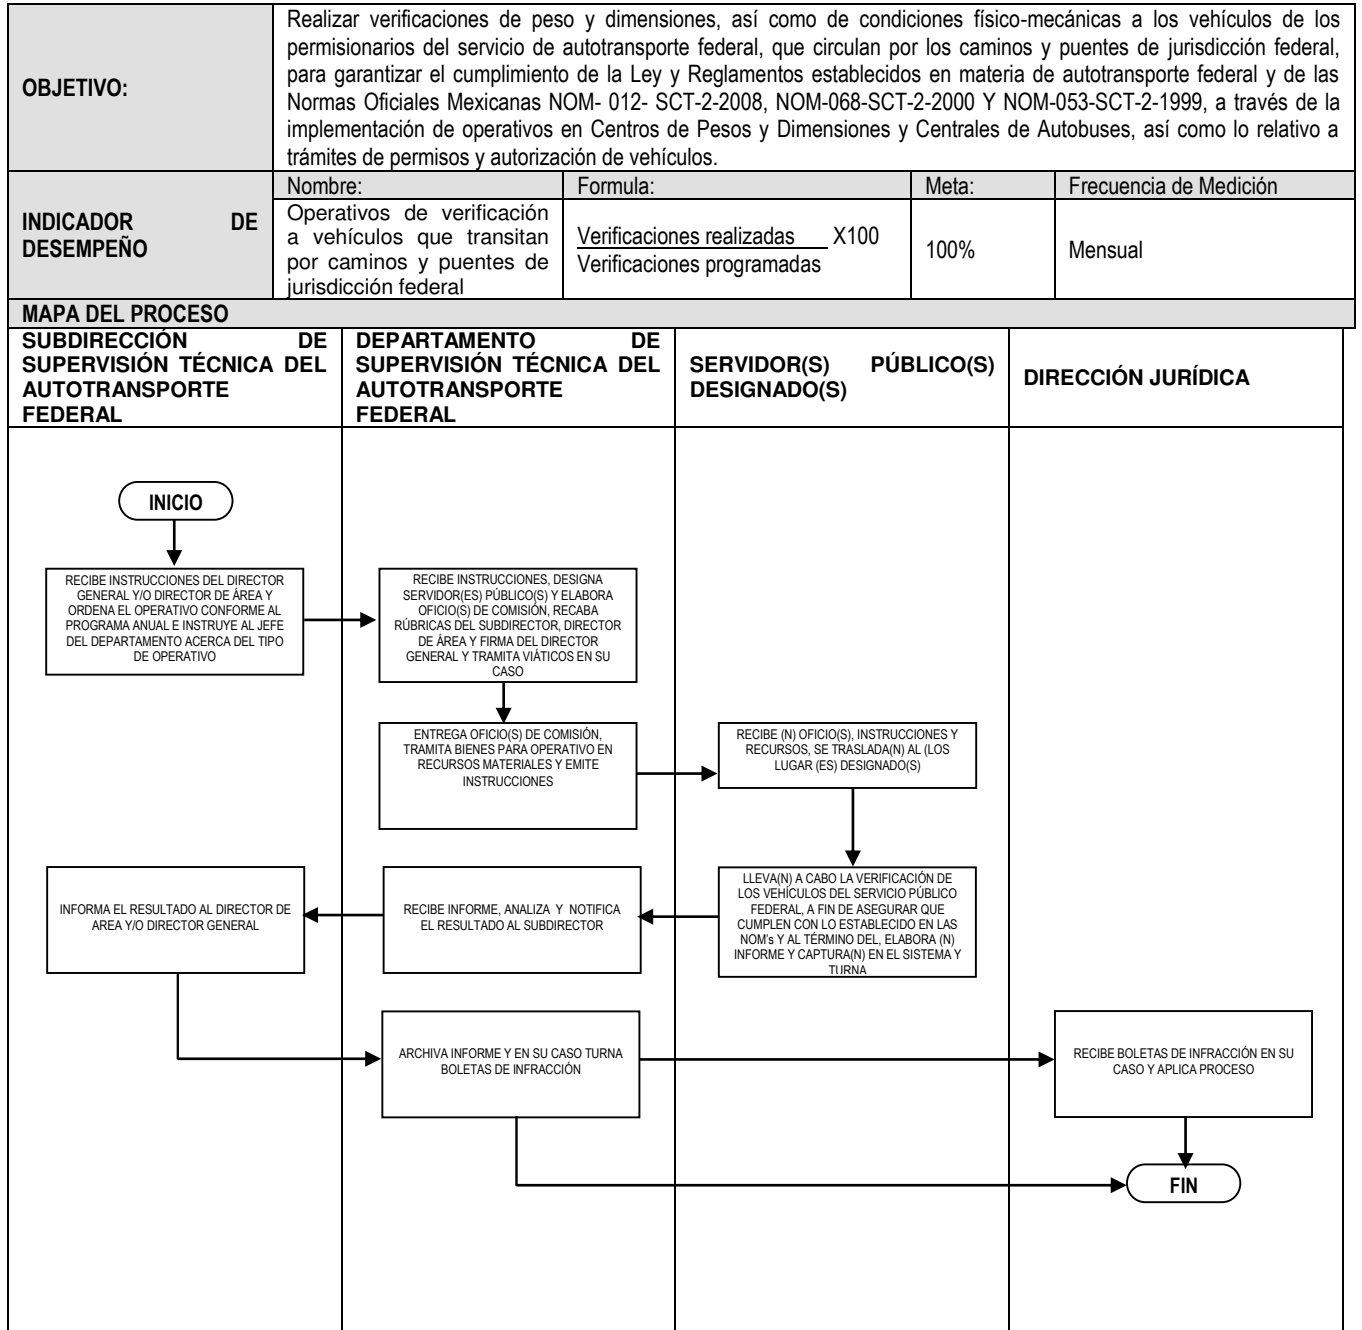 OBJETIVO:
Realizar verificaciones de peso y dimensiones, así como de condiciones físico-mecánicas a los vehículos de los
permisionarios del servicio de autotransporte federal, que circulan por los caminos y puentes de jurisdicción federal,
para garantizar el cumplimiento de la Ley y Reglamentos establecidos en materia de autotransporte federal y de las
Normas Oficiales Mexicanas NOM- 012- SCT-2-2008, NOM-068-SCT-2-2000 Y NOM-053-SCT-2-1999, a través de la
implementación de operativos en Centros de Pesos y Dimensiones y Centrales de Autobuses, así como lo relativo a
trámites de permisos y autorización de vehículos.
INDICADOR DE
DESEMPEÑO
Nombre:
Operativos de verificación
a vehículos que transitan
por caminos y puentes de
jurisdicción federal
Formula:
Verificaciones realizadas X100
Verificaciones programadas
Meta:
100%
Frecuencia de Medición
Mensual
MAPA DEL PROCESO
SUBDIRECCIÓN DE
SUPERVISIÓN TÉCNICA DEL
AUTOTRANSPORTE
FEDERAL
DEPARTAMENTO DE
SUPERVISIÓN TÉCNICA DEL
AUTOTRANSPORTE
FEDERAL
SERVIDOR(S) PÚBLICO(S)
DESIGNADO(S)
DIRECCIÓN JURÍDICA
INICIO
RECIBE INSTRUCCIONES DEL DIRECTOR
GENERAL Y/O DIRECTOR DE ÁREA Y
ORDENA EL OPERATIVO CONFORME AL
PROGRAMA ANUAL E INSTRUYE AL JEFE
DEL DEPARTAMENTO ACERCA DEL TIPO
DE OPERATIVO
RECIBE INSTRUCCIONES, DESIGNA
SERVIDOR(ES) PÚBLICO(S) Y ELABORA
OFICIO(S) DE COMISIÓN, RECABA
RÚBRICAS DEL SUBDIRECTOR, DIRECTOR
DE ÁREA Y FIRMA DEL DIRECTOR
GENERAL Y TRAMITA VIÁTICOS EN SU
CASO
ENTREGA OFICIO(S) DE COMISIÓN,
TRAMITA BIENES PARA OPERATIVO EN
RECURSOS MATERIALES Y EMITE
INSTRUCCIONES
RECIBE (N) OFICIO(S), INSTRUCCIONES Y
RECURSOS, SE TRASLADA(N) AL (LOS
LUGAR (ES) DESIGNADO(S)
LLEVA(N) A CABO LA VERIFICACIÓN DE
LOS VEHÍCULOS DEL SERVICIO PÚBLICO
FEDERAL, A FIN DE ASEGURAR QUE
CUMPLEN CON LO ESTABLECIDO EN LAS
NOM's Y AL TÉRMINO DEL, ELABORA (N)
INFORME Y CAPTURA(N) EN EL SISTEMA Y
TURNA
RECIBE INFORME, ANALIZA Y NOTIFICA
EL RESULTADO AL SUBDIRECTOR
INFORMA EL RESULTADO AL DIRECTOR DE
AREA Y/O DIRECTOR GENERAL
ARCHIVA INFORME Y EN SU CASO TURNA
BOLETAS DE INFRACCIÓN
RECIBE BOLETAS DE INFRACCIÓN EN SU
CASO Y APLICA PROCESO
FIN